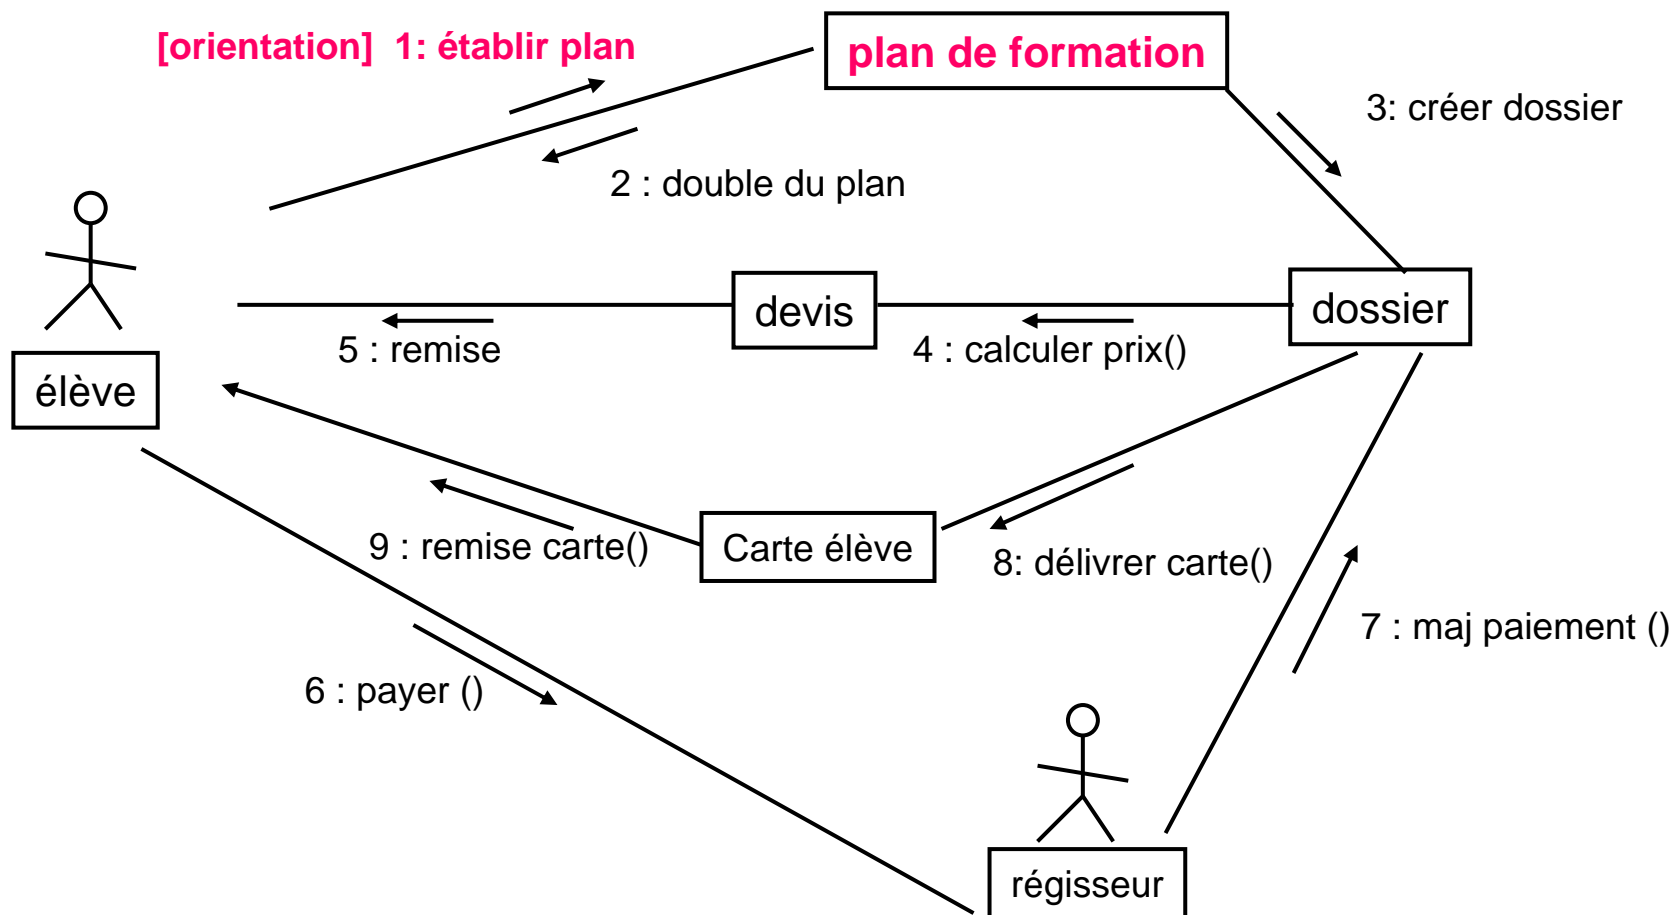 [orientation]  1: établir plan
plan de formation
3: créer dossier
2 : double du plan
devis
dossier
5 : remise
4 : calculer prix()
élève
9 : remise carte()
Carte élève
8: délivrer carte()
7 : maj paiement ()
6 : payer ()
régisseur